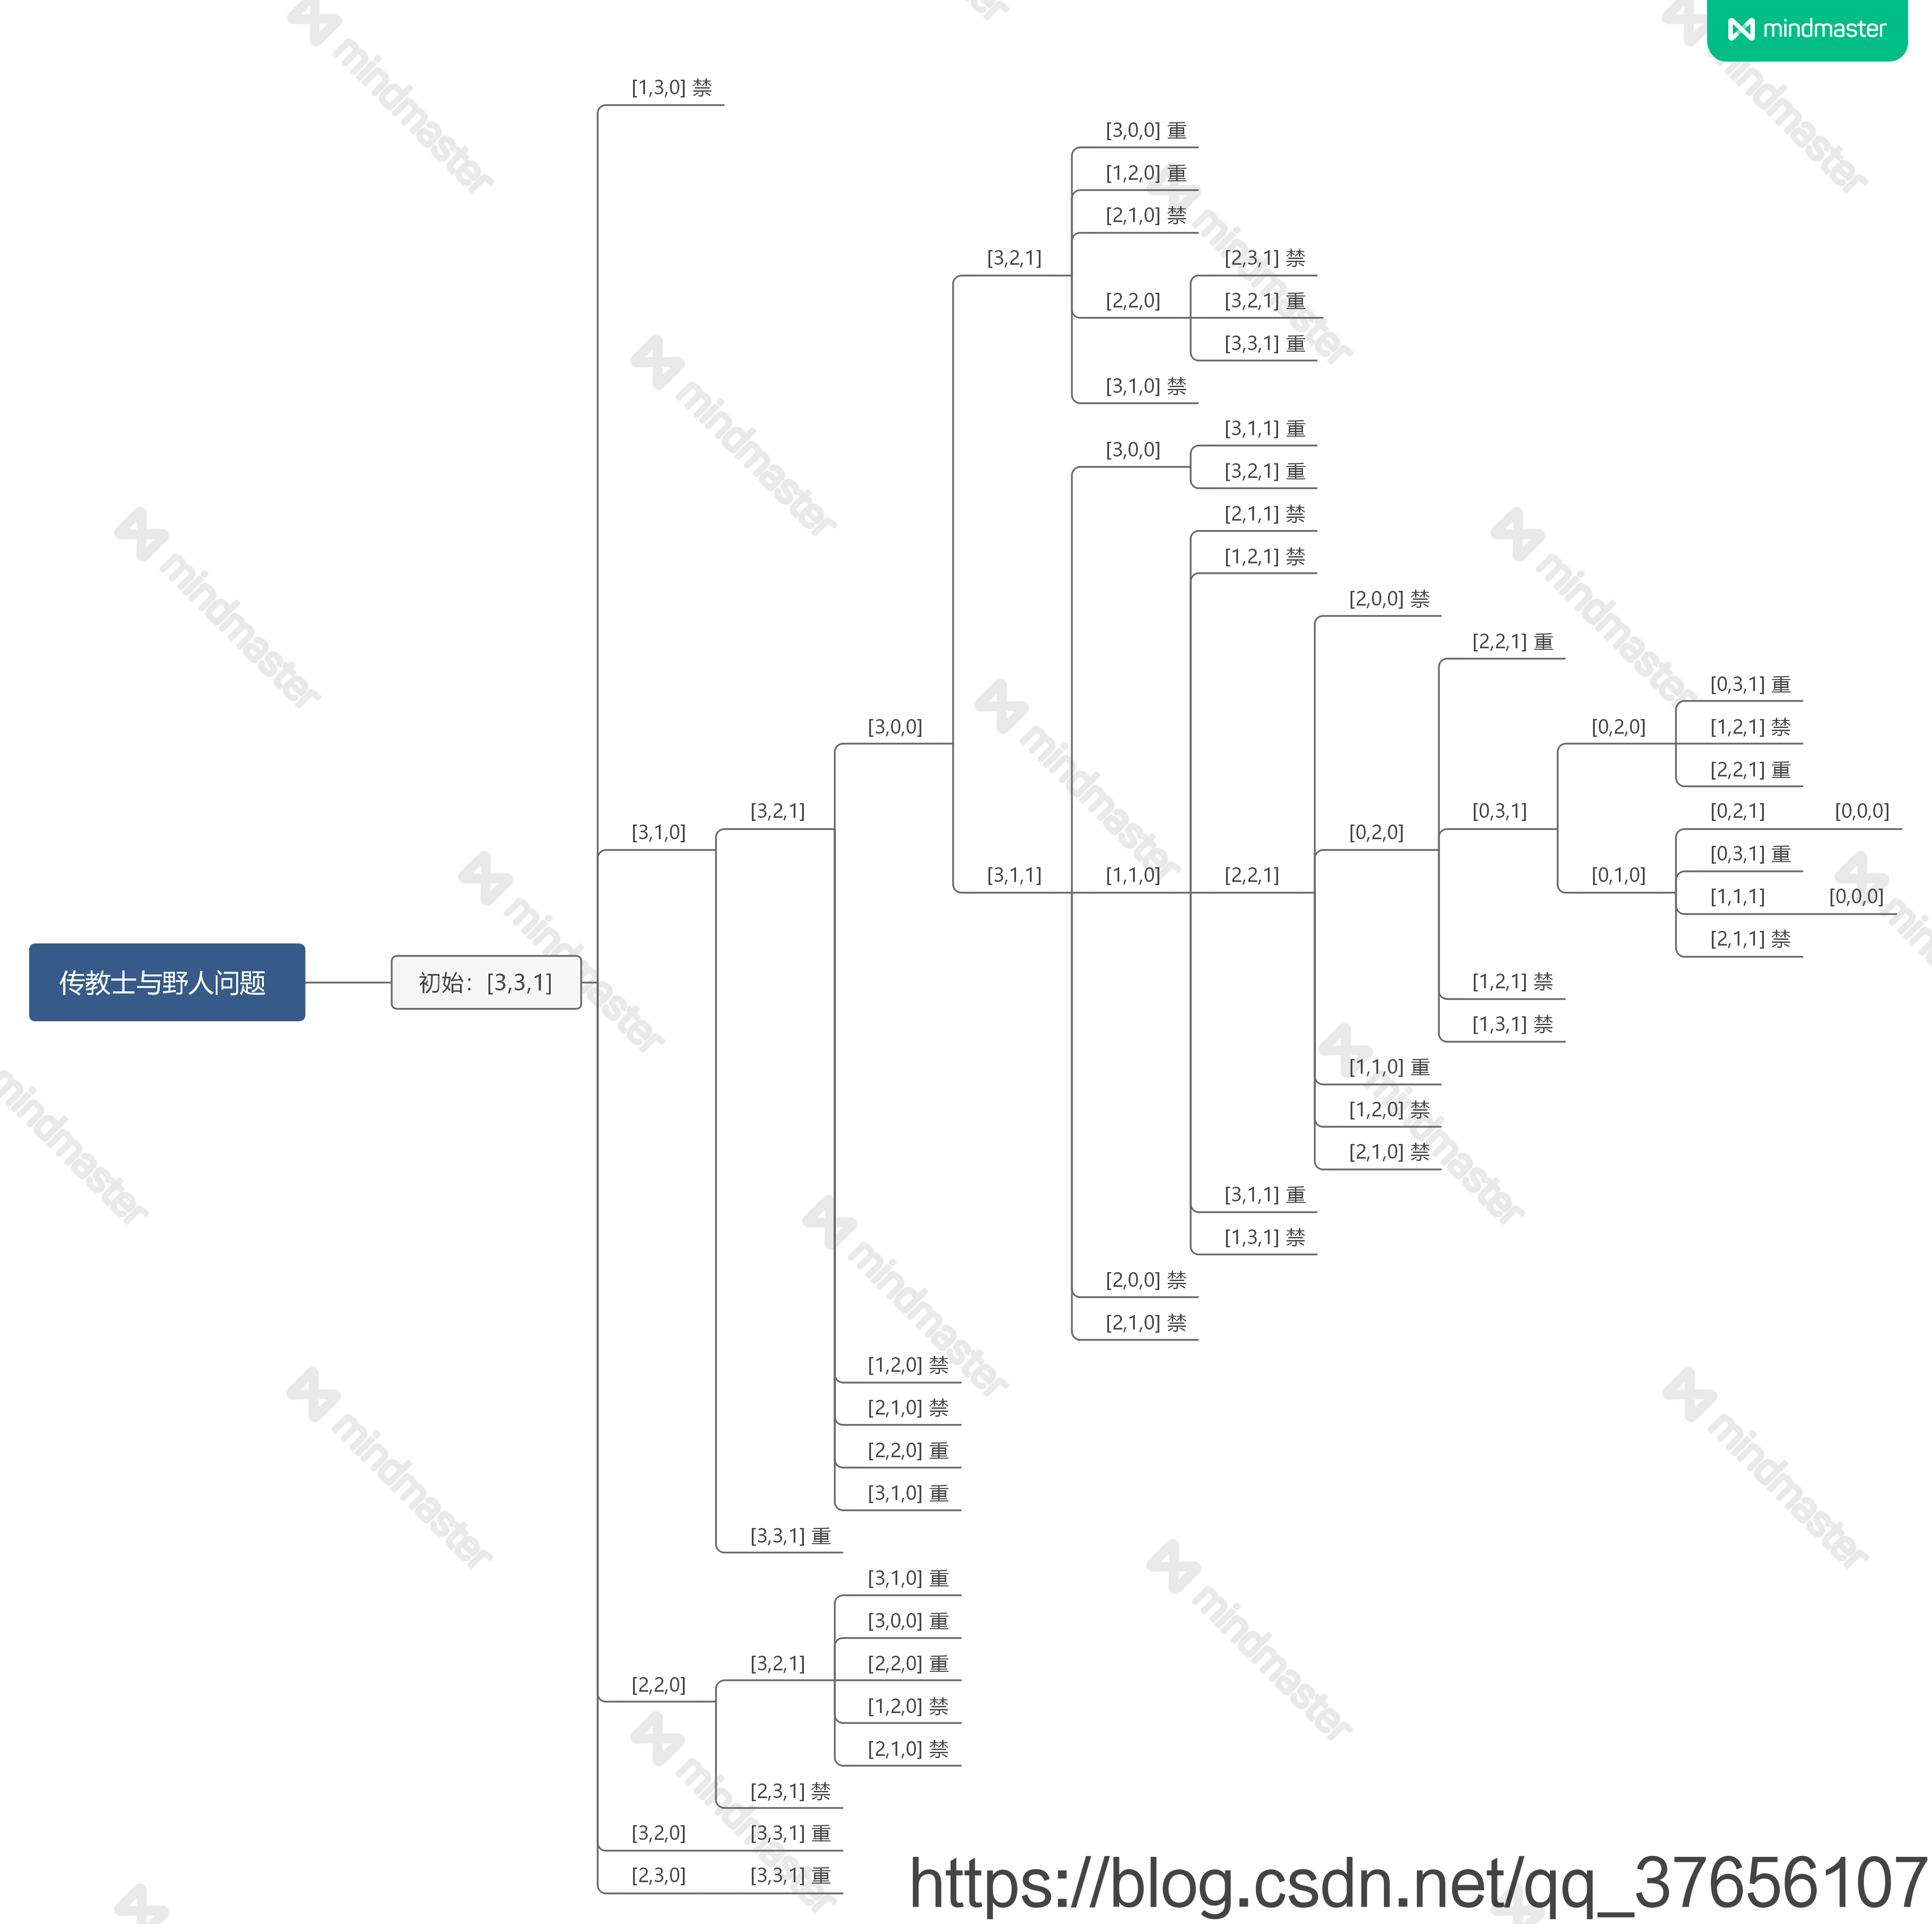 mindmaster
[1,3,0] 禁
[3,0,0] 重
[1,2,0] 重
[2,1,0] 禁
[3,2,1]
[2,3,1] 禁
[2,2,0]
[3,2,1] 重
[3,3,1] 重
[3,1,0] 禁
[3,1,1] 重
[3,0,0]
[3,2,1] 重
[2,1,1] 禁
[1,2,1] 禁
[2,0,0] 禁
[2,2,1] 重
[0,3,1] 重
[3,0,0]
[0,2,0]
[1,2,1] 禁
[2,2,1] 重
[3,2,1]
[0,3,1]
[0,2,1]
[0,0,0]
[3,1,0]
[0,2,0]
[0,3,1] 重
[3,1,1]
[1,1,0]
[2,2,1]
[0,1,0]
[1,1,1]
[0,0,0]
[2,1,1] 禁
传教士与野人问题
初始：[3,3,1]
[1,2,1] 禁
[1,3,1] 禁
[1,1,0] 重
[1,2,0] 禁
[2,1,0] 禁
[3,1,1] 重
[1,3,1] 禁
[2,0,0] 禁
[2,1,0] 禁
[1,2,0] 禁
[2,1,0] 禁
[2,2,0] 重
[3,1,0] 重
[3,3,1] 重
[3,1,0] 重
[3,0,0] 重
[3,2,1]
[2,2,0] 重
[2,2,0]
[1,2,0] 禁
[2,1,0] 禁
[2,3,1] 禁
[3,2,0]
[3,3,1] 重
[2,3,0]
[3,3,1] 重
https://blog.csdn.net/qq_37656107